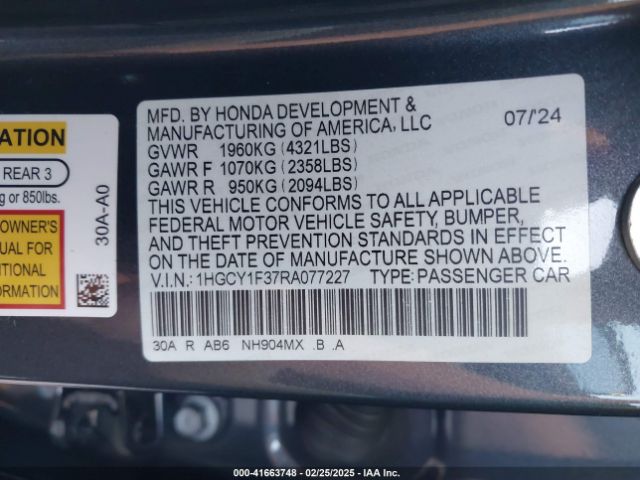 ATION
REAR 3
g or 850lbs.
OWNER'S
UAL FOR
ITIONAL
FORMATION
30A-A0
MFD. BY HONDA DEVELOPMENT &
MANUFACTURING OF AMERICA, LLC 07/'24
GVWR 1960KG (4321LBS)
GAWR F 1070KG (2358LBS)
GAWR R 950KG (2094LBS)
THIS VEHICLE CONFORMS TO ALL APPLICABLE
FEDERAL MOTOR VEHICLE SAFETY, BUMPER,
AND THEFT PREVENTION STANDARDS IN EFFECT
ON THE DATE OF MANUFACTURE SHOWN ABOVE.
V.I.N.: 1HGCY1F37RA077227 TYPE: PASSENGER CAR
30A R AB6 NH904MX .B .A
000-41663748 - 02/25/2025 - IAA Inc.